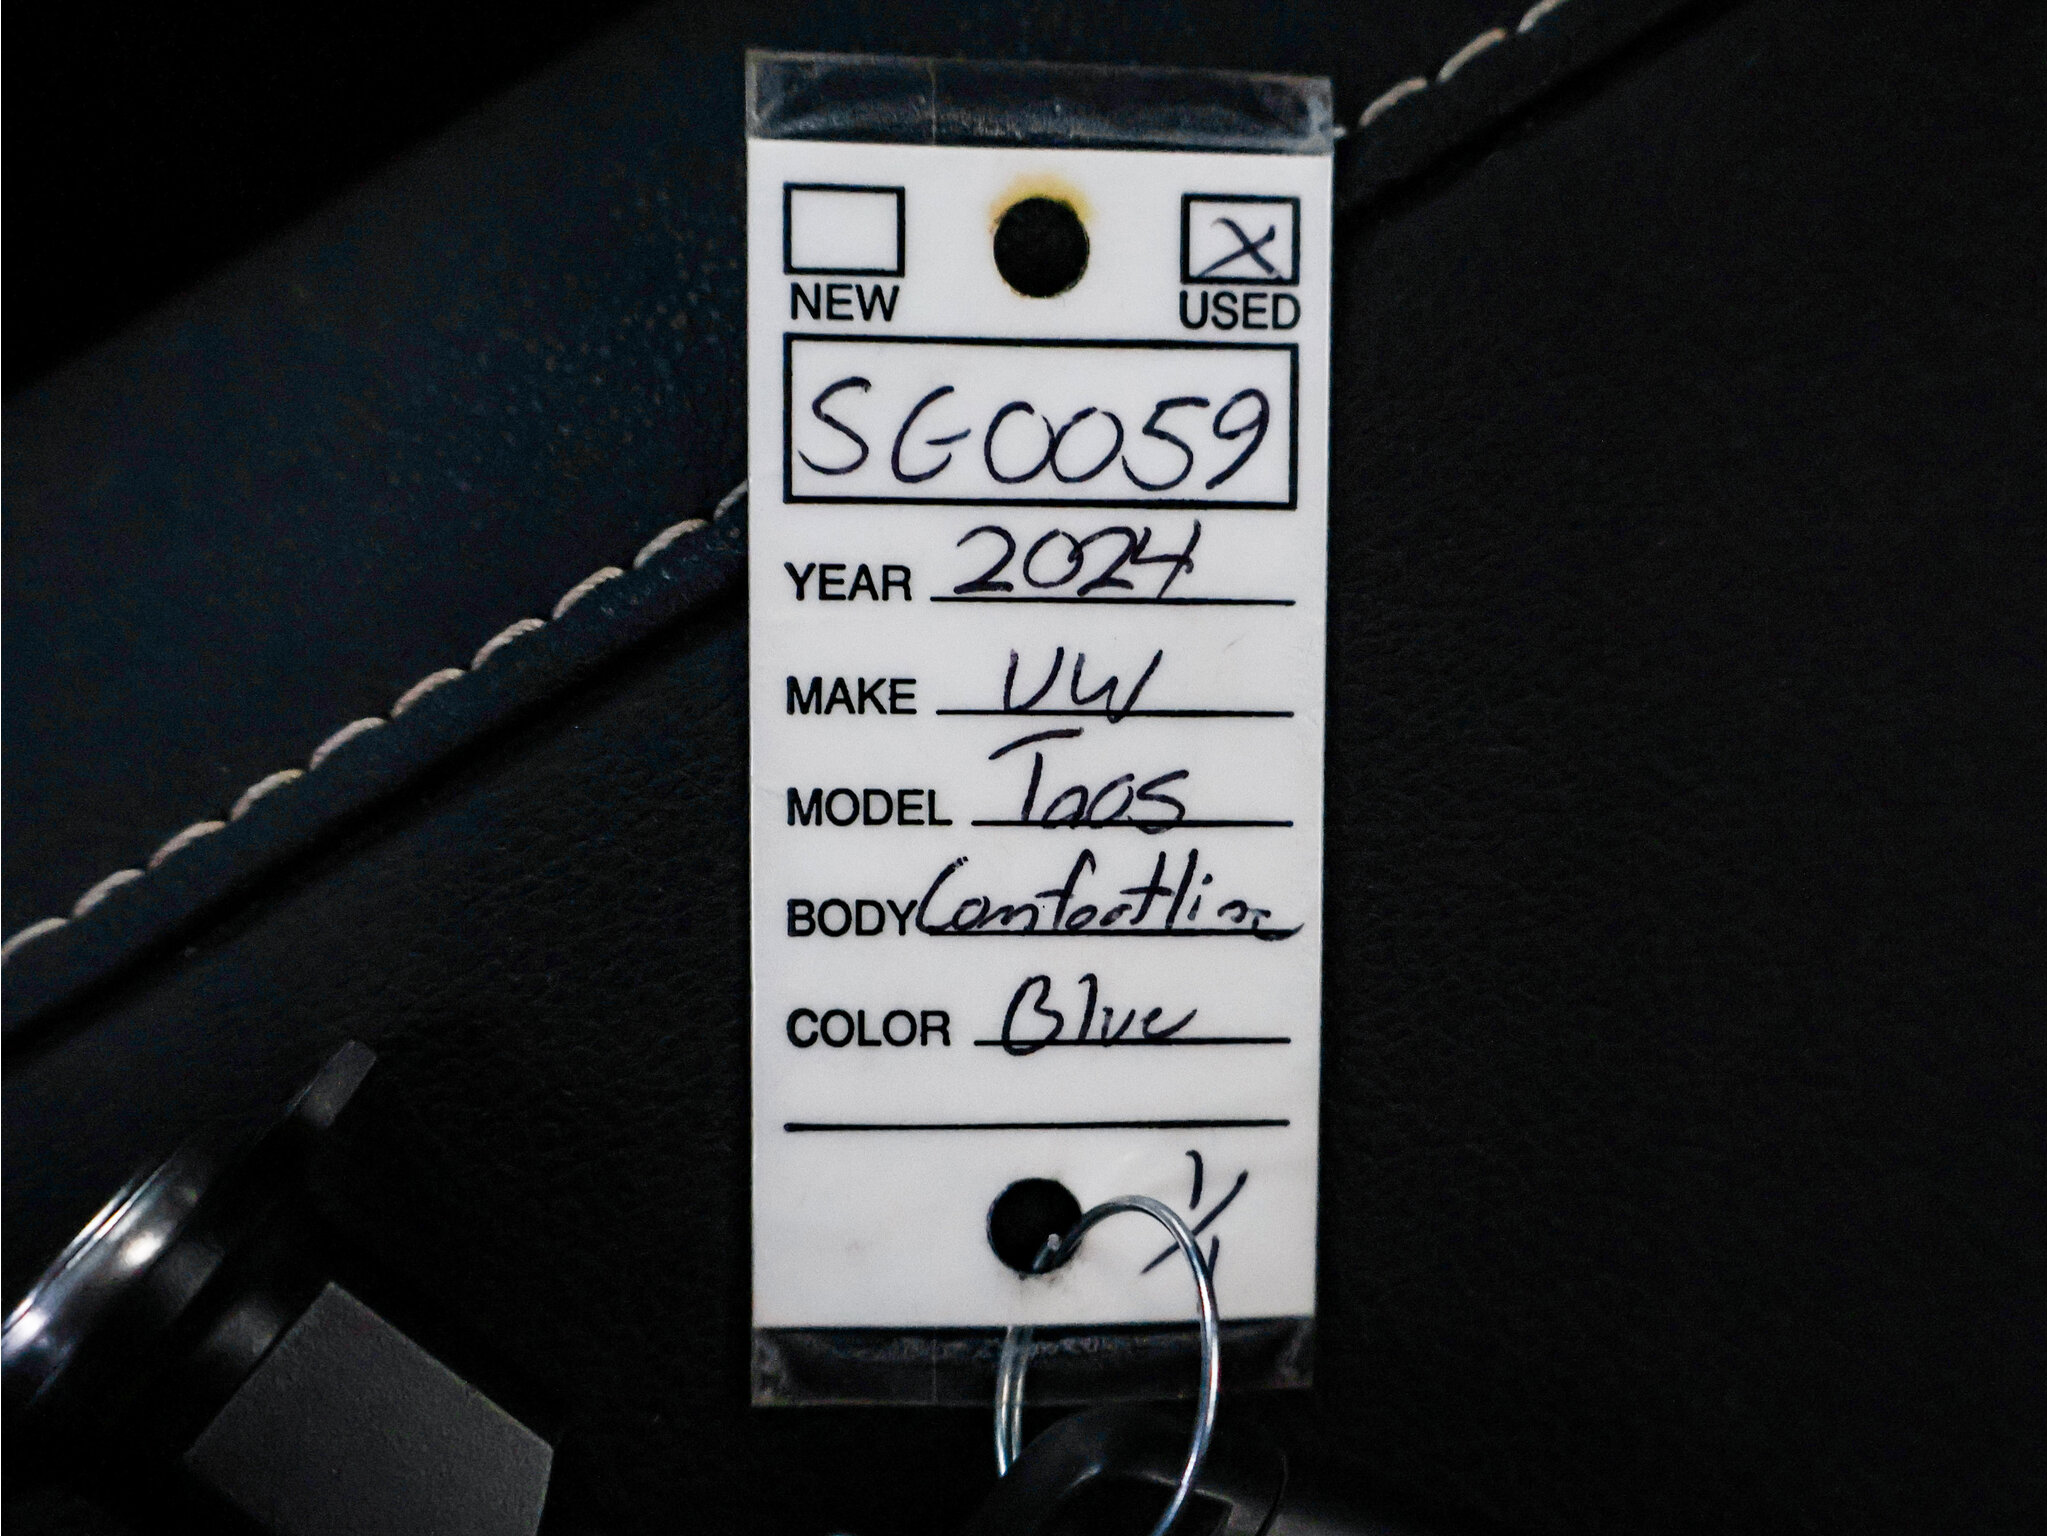 NEW X USED
SG0059
YEAR 2024
MAKE VW
MODEL Taos
BODY Comfortline
COLOR Blue
1/1